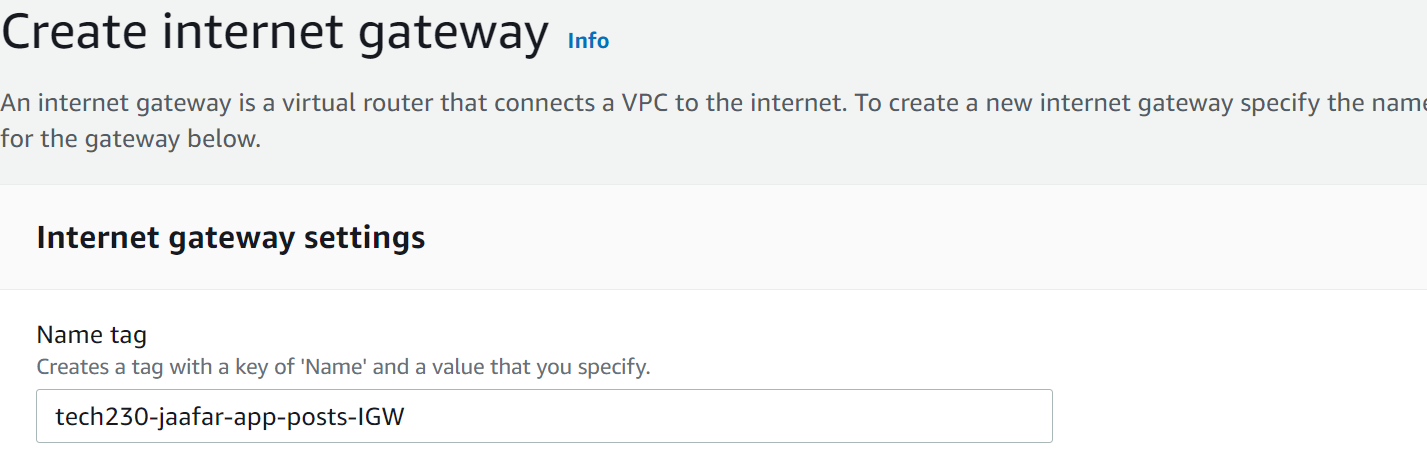 Create internet gateway Info
An internet gateway is a virtual router that connects a VPC to the internet. To create a new internet gateway specify the name
for the gateway below.
Internet gateway settings
Name tag
Creates a tag with a key of 'Name' and a value that you specify.
tech230-jaafar-app-posts-IGW